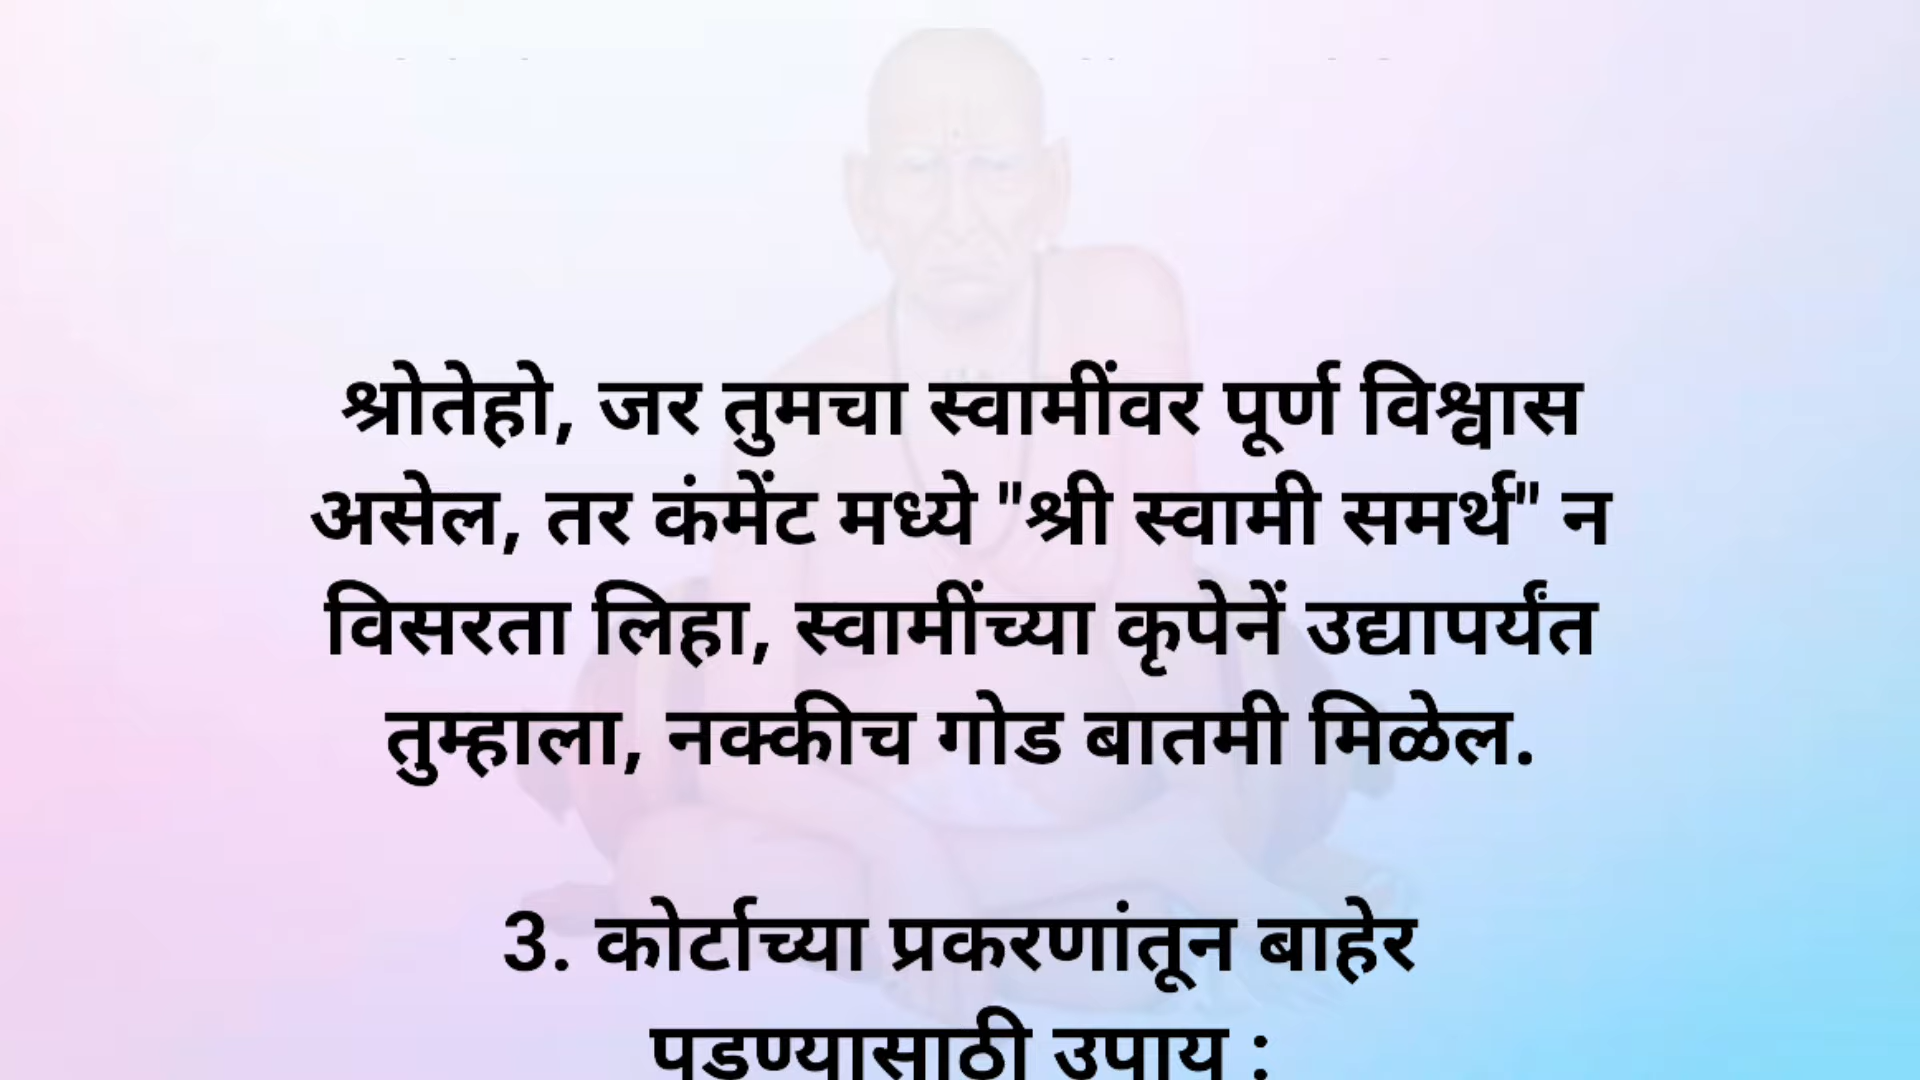 श्रोतेहो, जर तुमचा स्वामींवर पूर्ण विश्वास
असेल, तर कंमेंट मध्ये "श्री स्वामी समर्थ" न
विसरता लिहा, स्वामींच्या कृपेनें उद्यापर्यंत
तुम्हाला, नक्कीच गोड बातमी मिळेल.
3. कोर्टाच्या प्रकरणांतून बाहेर
पडण्यासाठी उपाय :